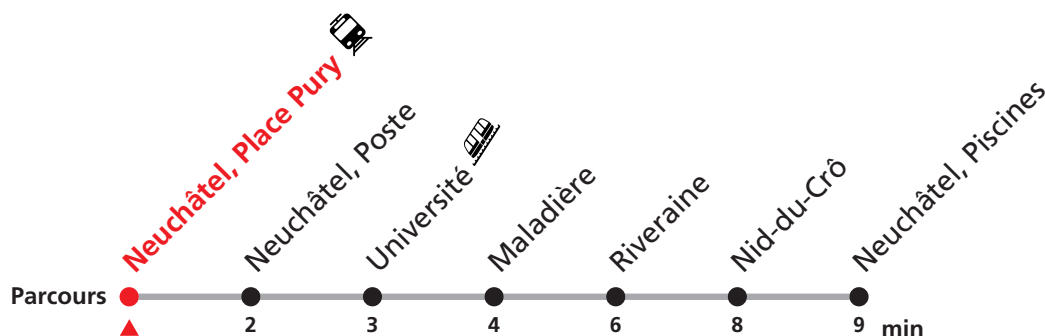 Neuchâtel, Place Pury
Neuchâtel, Poste
Université
Maladière
Riveraine
Nid-du-Crô
Neuchâtel, Piscines
Parcours
2 3 4 6 8 9 min